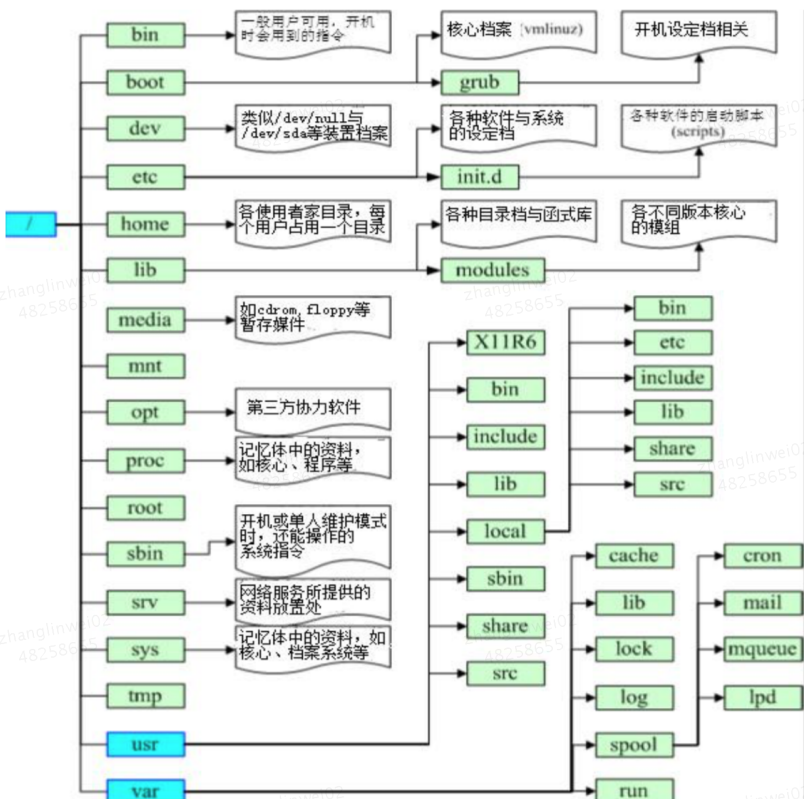 bin
一般用户可用，开机
时会用到的指令
核心档案 (vmlinuz)
开机设定档相关
boot
grub
dev
类似/dev/null与
/dev/sda等装置档案
各种软件与系统
的设定档
各种软件的启动脚本
(scripts)
etc
init.d
/
home
各使用者家目录，每
个用户占用一个目录
各种目录档与函式库
各不同版本核心
的模组
lib
modules
zhanglinwei02
48258655
media
如cdrom,floppy等
暂存媒件
mnt
opt
第三方协力软件
proc
记忆体中的资料，
如核心、程序等
root
sbin
开机或单人维护模式
时，还能操作的
系统指令
srv
网络服务所提供的
资料放置处
sys
记忆体中的资料，如
核心、档案系统等
tmp
usr
var
X11R6
bin
include
lib
local
sbin
share
src
bin
etc
include
lib
share
src
cache
lib
lock
log
spool
run
cron
mail
mqueue
lpd
zhanglinwei02
48258655
zhanglinwei02
48258655
zhanglinwei02
48258655